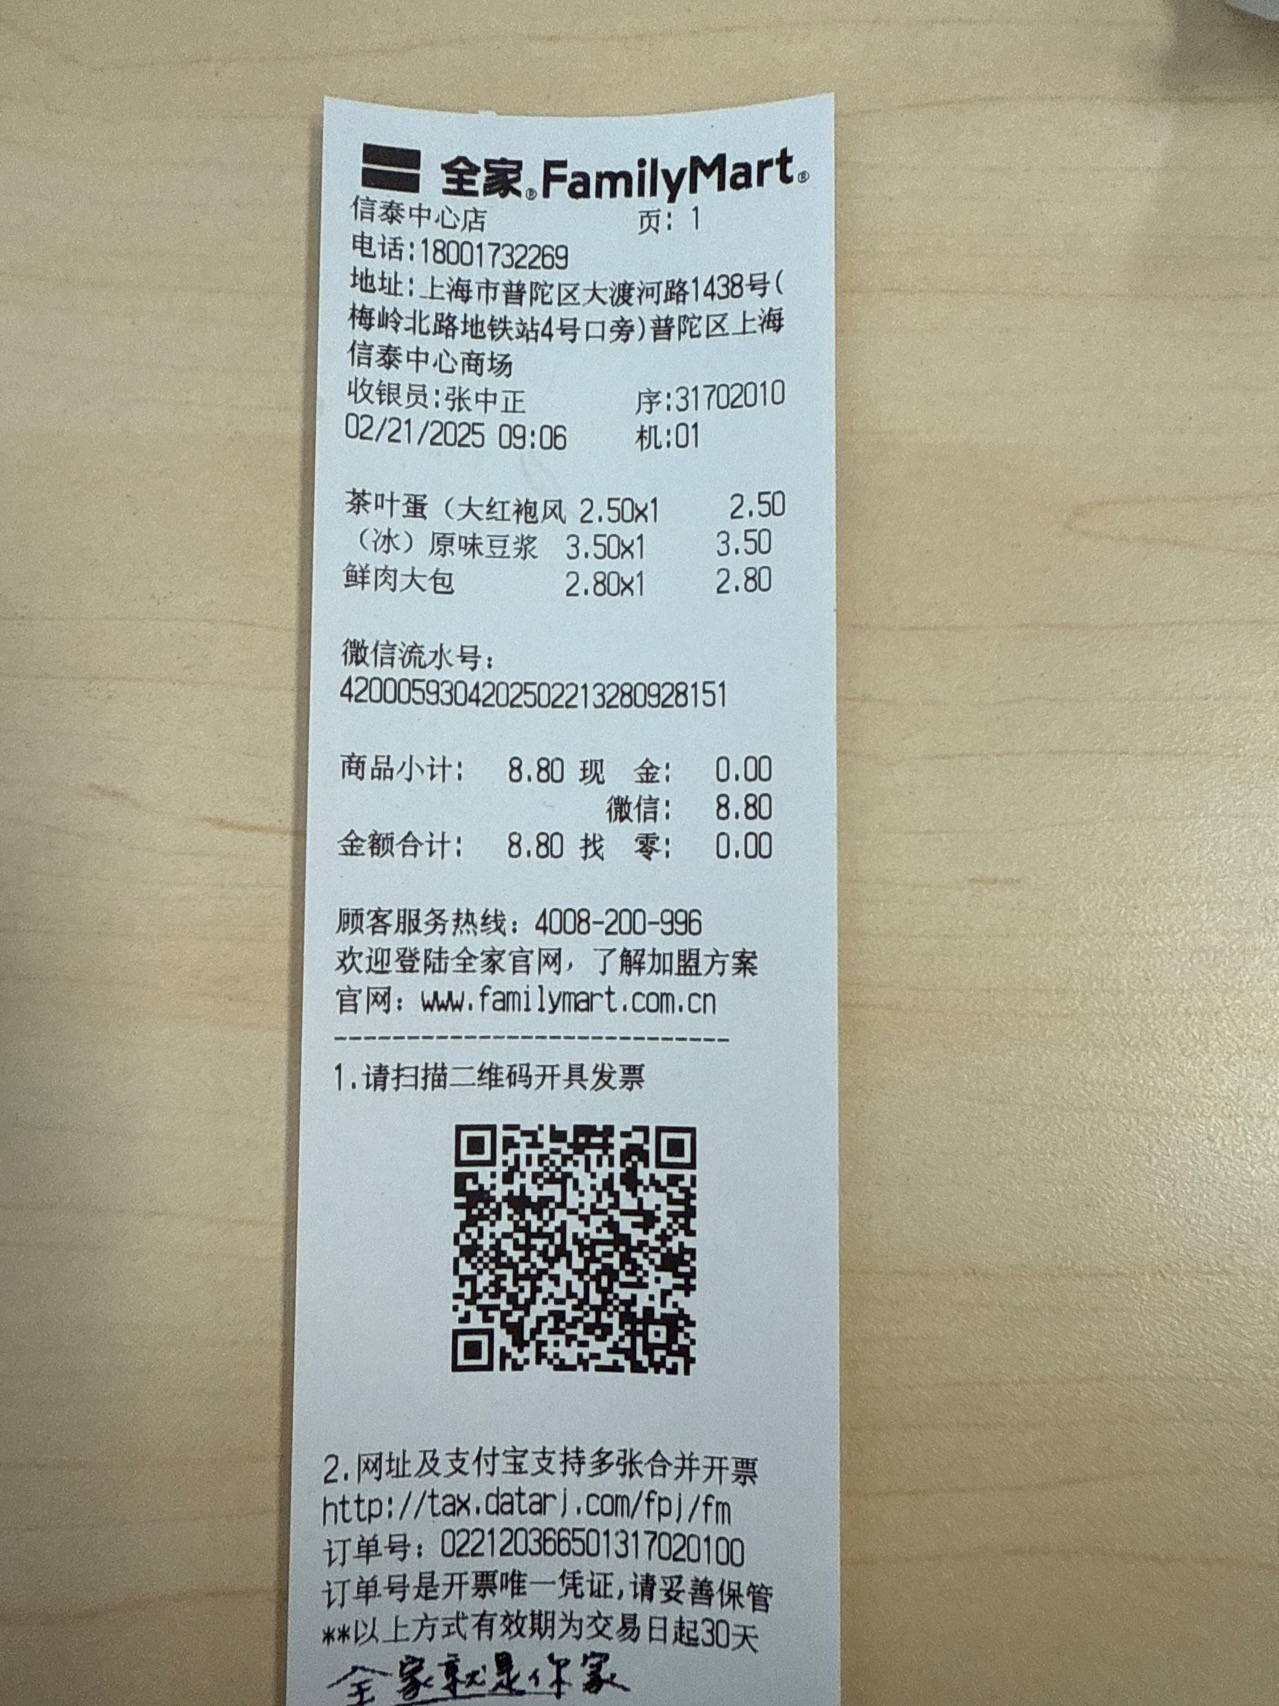 全家®FamilyMart®
信泰中心店 页: 1
电话:18001732269
地址:上海市普陀区大渡河路1438号(
梅岭北路地铁站4号口旁)普陀区上海
信泰中心商场
收银员:张中正 序:31702010
02/21/2025 09:06 机:01
茶叶蛋（大红袍风 2.50x1 2.50
（冰）原味豆浆 3.50x1 3.50
鲜肉大包 2.80x1 2.80
微信流水号:
4200059304202502213280928151
商品小计: 8.80 现 金: 0.00
微信: 8.80
金额合计: 8.80 找 零: 0.00
顾客服务热线: 4008-200-996
欢迎登陆全家官网，了解加盟方案
官网: www.familymart.com.cn
----------------------------
1.请扫描二维码开具发票
2.网址及支付宝支持多张合并开票
http://tax.datarj.com/fpj/fm
订单号: 022120366501317020100
订单号是开票唯一凭证,请妥善保管
**以上方式有效期为交易日起30天
全家就是你家